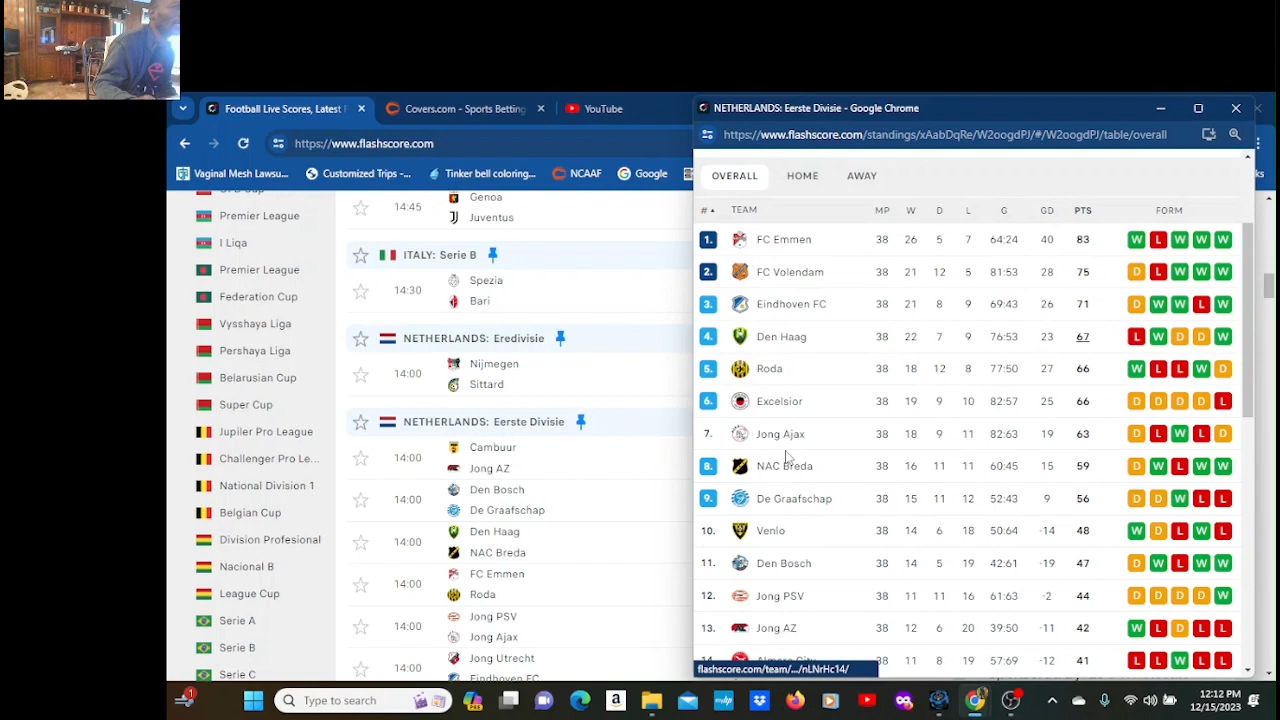 Football Live Scores, Latest F
Covers.com - Sports Betting
YouTube
https://www.flashscore.com
Vaginal Mesh Lawsu...
Customized Trips -...
Tinker bell coloring...
NCAAF
Google
Premier League
I Liqa
Premier League
Federation Cup
Vysshaya Liga
Pershaya Liga
Belarusian Cup
Super Cup
Jupiler Pro League
Challenger Pro Le...
National Division 1
Belgian Cup
Division Profesional
Nacional B
League Cup
Serie A
Serie B
Serie C
14:45
Genoa
Juventus
ITALY: Serie B
14:30
Spezia
Bari
NETHERLANDS: Eredivisie
14:00
Nijmegen
Sittard
NETHERLANDS: Eerste Divisie
14:00
Cambuur
Jong AZ
14:00
Den Bosch
De Graafschap
14:00
Den Haag
NAC Breda
14:00
FC Emmen
Roda
14:00
Jong PSV
Jong Ajax
14:00
Jong Utrecht
NETHERLANDS: Eerste Divisie - Google Chrome
https://www.flashscore.com/standings/xAabDqRe/W2oogdPJ/#/W2oogdPJ/table/overall
OVERALL HOME AWAY
# TEAM MP W D L G GD PTS FORM
1. FC Emmen 38 26 5 7 64:24 40 83 W L W W W
2. FC Volendam 38 21 12 5 81:53 28 75 D L W W W
3. Eindhoven FC 38 21 8 9 69:43 26 71 D W W L W
4. Den Haag 38 22 7 9 76:53 23 67 L W D D W
5. Roda 38 18 12 8 77:50 27 66 W L L W D
6. Excelsior 38 19 9 10 82:57 25 66 D D D D L
7. Jong Ajax 38 18 9 11 82:63 19 63 D L W L D
8. NAC Breda 38 16 11 11 60:45 15 59 D W L W W
9. De Graafschap 38 15 11 12 52:43 9 56 D D W L L
10. Venlo 38 14 6 18 50:64 -14 48 W D L W L
11. Den Bosch 38 14 5 19 42:61 -19 47 D W L L L
12. Jong PSV 38 11 11 16 61:63 -2 44 D D D D W
13. Jong AZ 38 12 6 20 39:50 -11 42 W L D L L
38 11 8 19 57:69 -12 41 L L W L L
flashscore.com/team/.../nLNrHc14/
1
Type to search
12:12 PM
12/15/2023